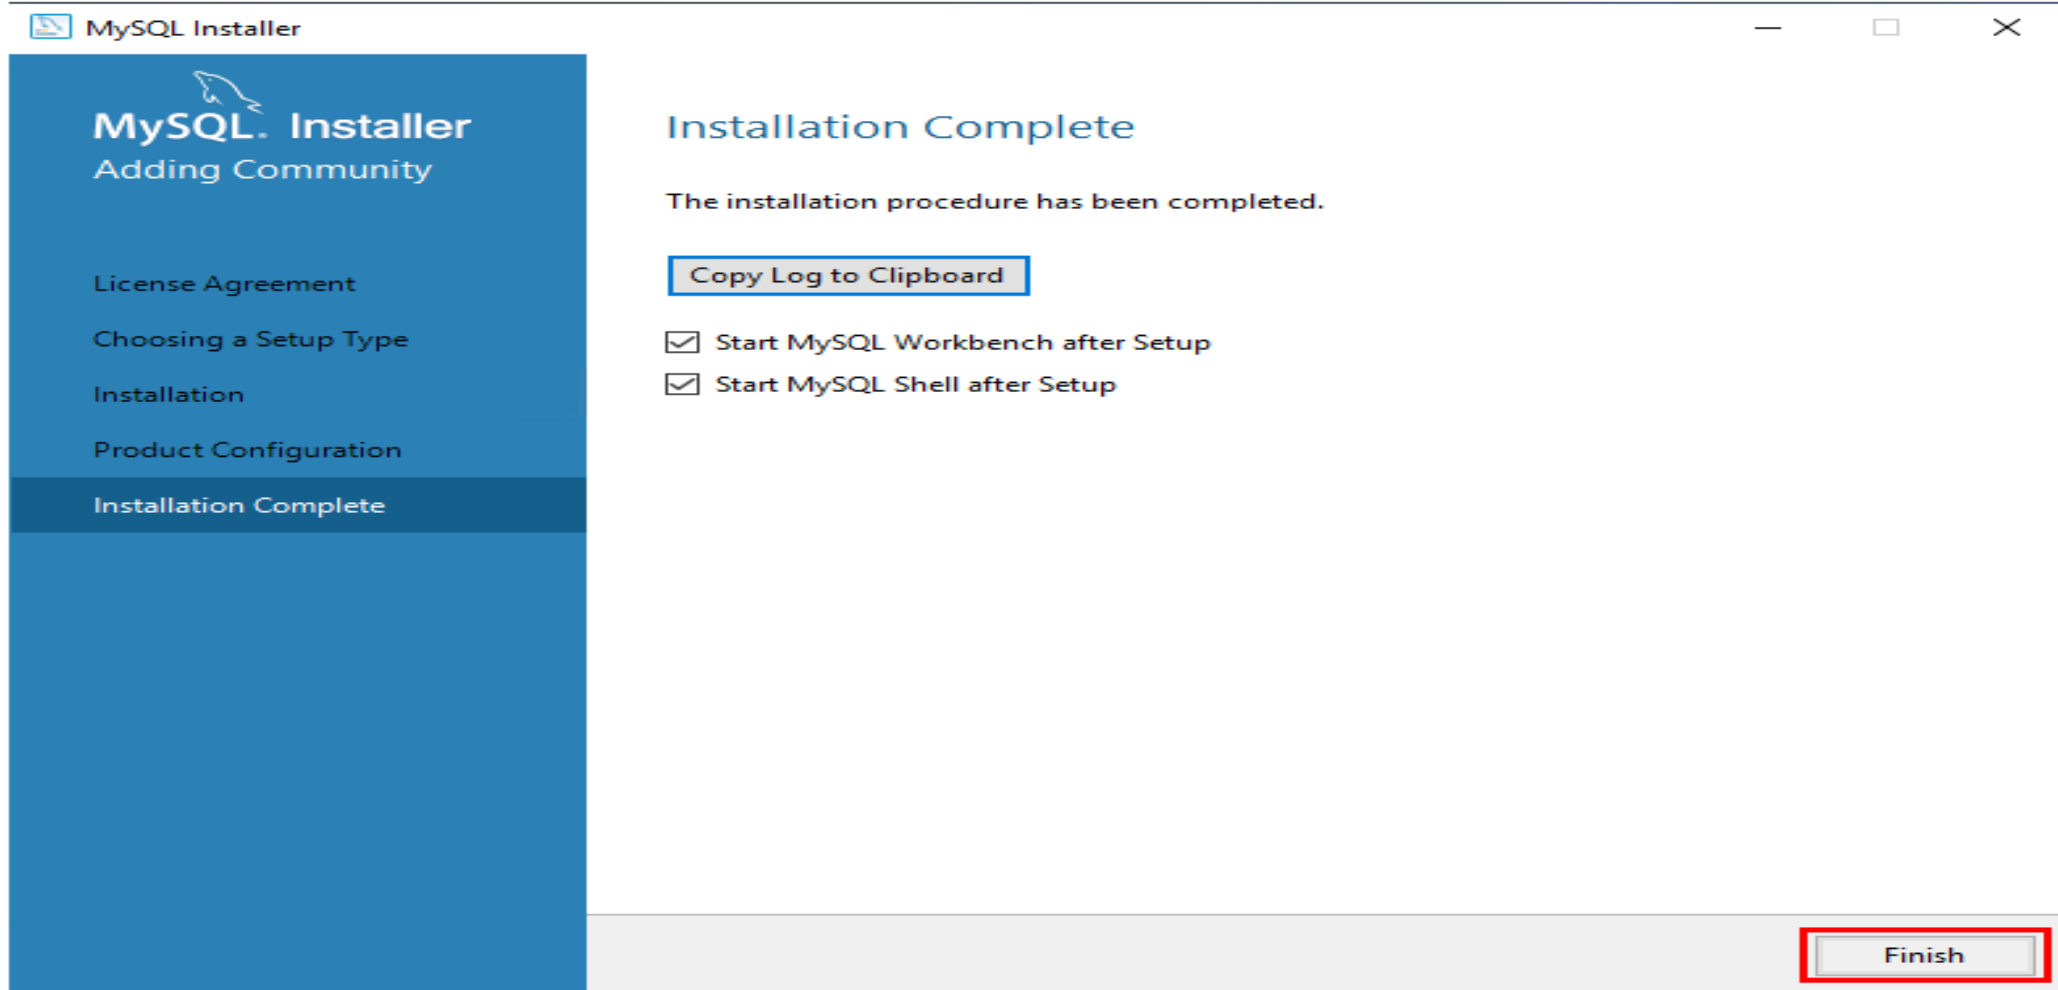 MySQL Installer
MySQL. Installer
Adding Community
License Agreement
Choosing a Setup Type
Installation
Product Configuration
Installation Complete
Installation Complete
The installation procedure has been completed.
Copy Log to Clipboard
Start MySQL Workbench after Setup
Start MySQL Shell after Setup
Finish